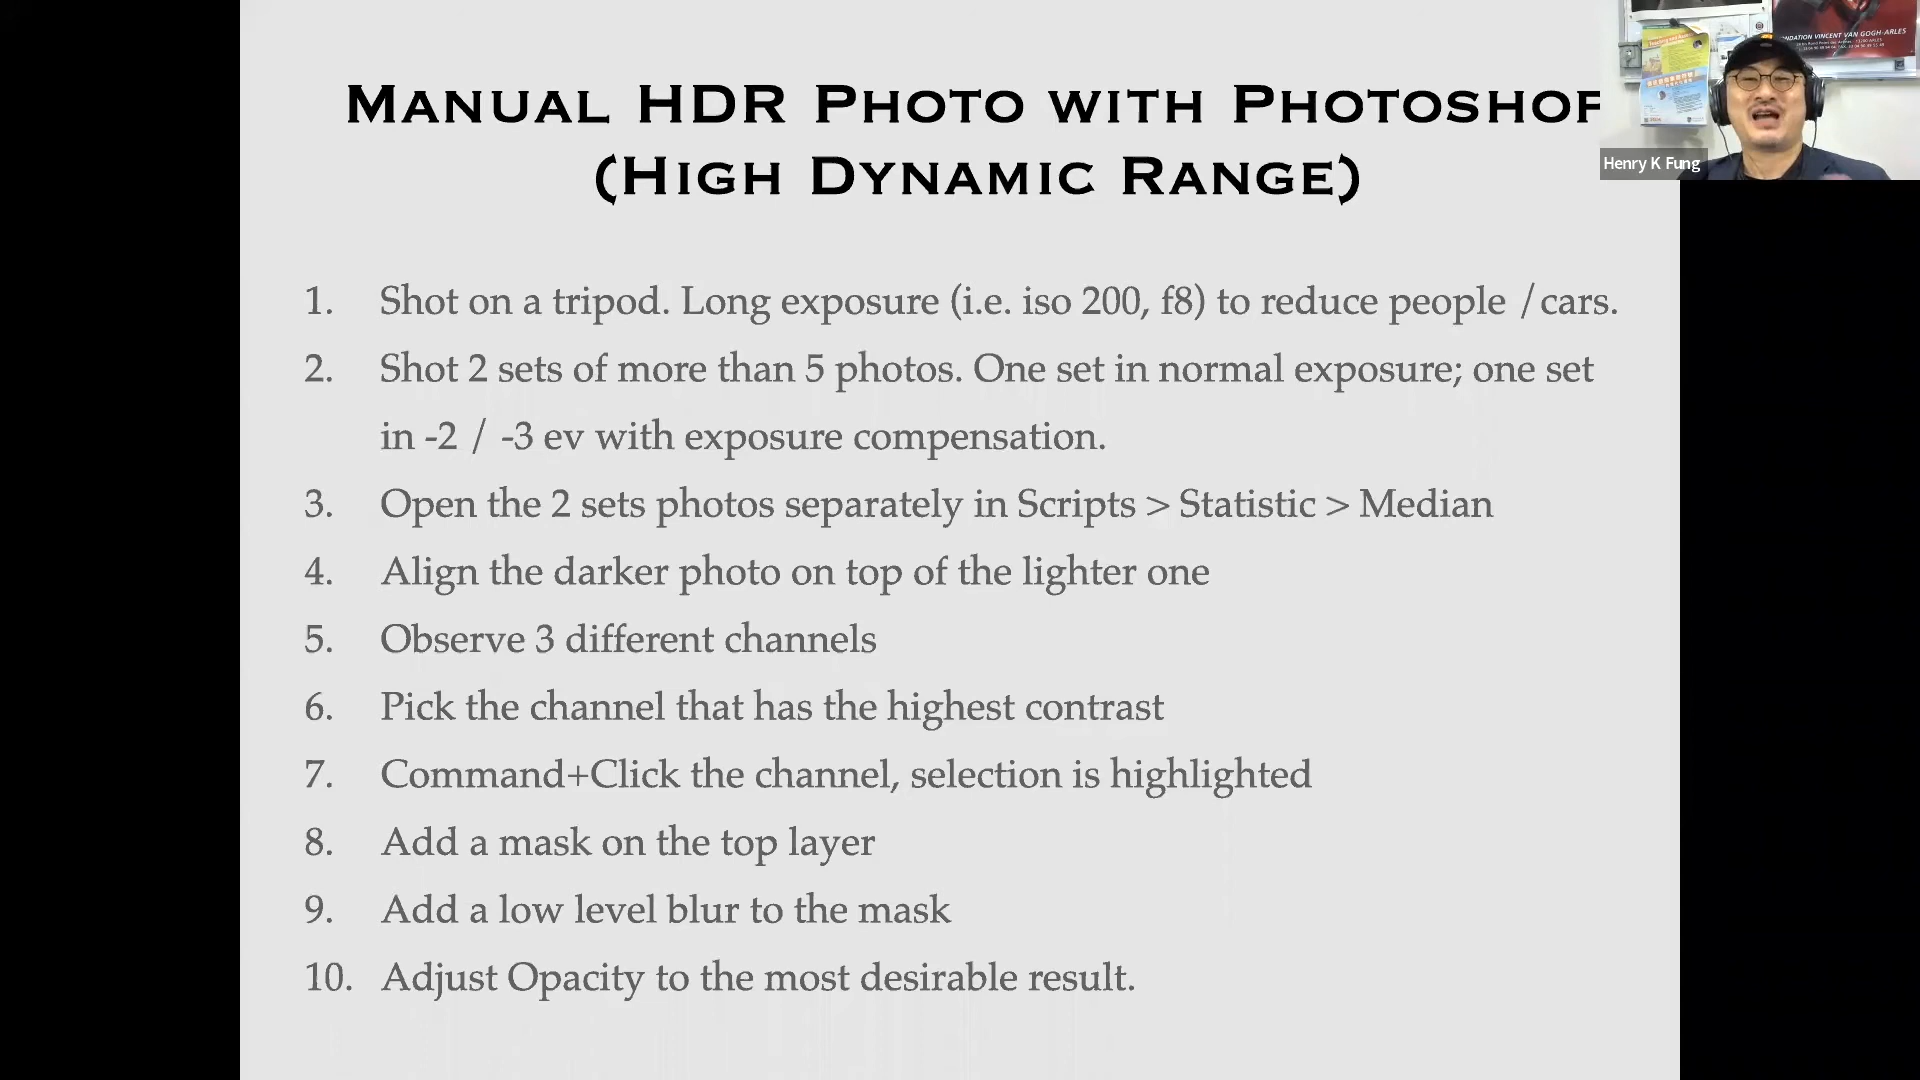 MANUAL HDR PHOTO WITH PHOTOSHOP
(HIGH DYNAMIC RANGE)
1. Shot on a tripod. Long exposure (i.e. iso 200, f8) to reduce people / cars.
2. Shot 2 sets of more than 5 photos. One set in normal exposure; one set
in -2 / -3 ev with exposure compensation.
3. Open the 2 sets photos separately in Scripts > Statistic > Median
4. Align the darker photo on top of the lighter one
5. Observe 3 different channels
6. Pick the channel that has the highest contrast
7. Command+Click the channel, selection is highlighted
8. Add a mask on the top layer
9. Add a low level blur to the mask
10. Adjust Opacity to the most desirable result.
NDATION VINCENT VAN GOGH-ARLES
Henry K Fung